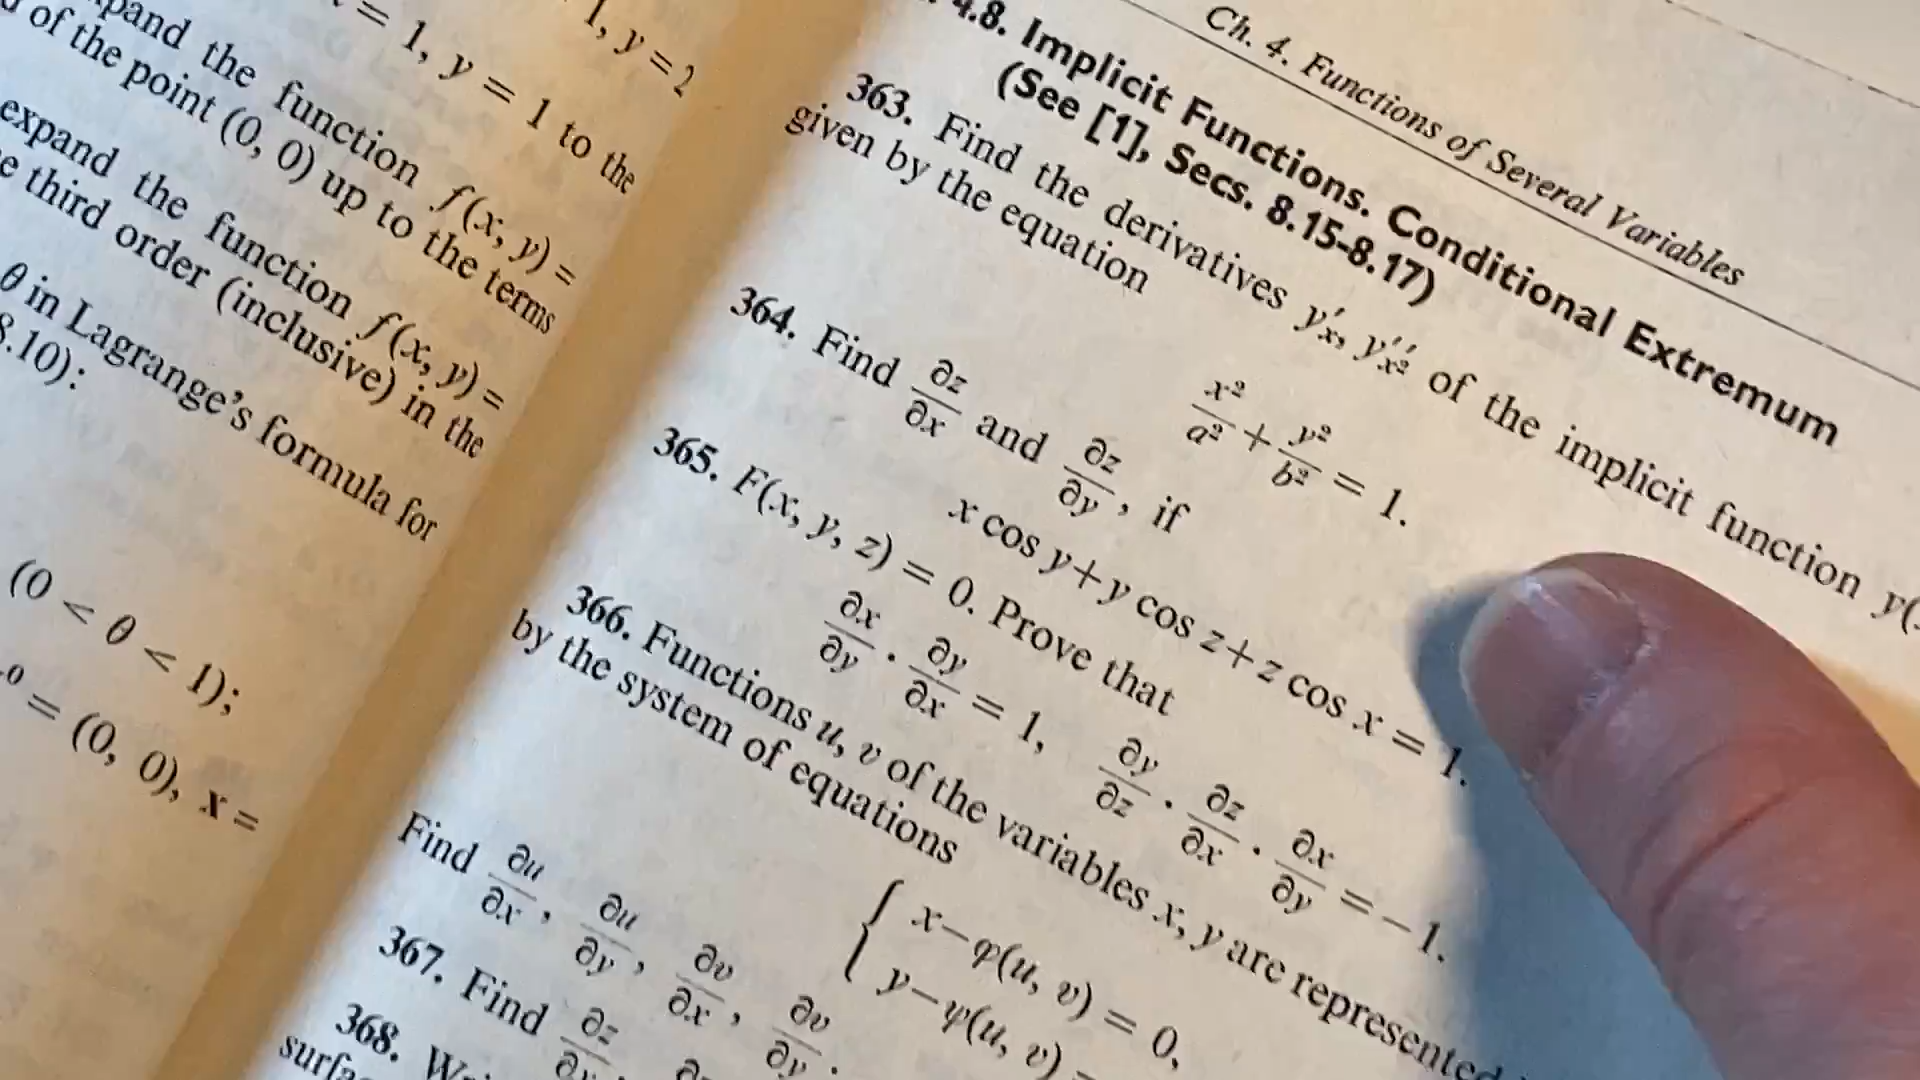 1, y = 2
= 1, y = 1 to the
the function f(x, y) =
of the point (0, 0) up to the terms
expand the function f(x, y) =
third order (inclusive) in the
θ in Lagrange's formula for
8.10):
(0 < θ < 1);
= (0, 0), x =
Ch. 4. Functions of Several Variables
4.8. Implicit Functions. Conditional Extremum
(See [1], Secs. 8.15-8.17)
363. Find the derivatives y′ₓ, y′′ₓ² of the implicit function y(
given by the equation
x²/a² + y²/b² = 1.
364. Find ∂z/∂x and ∂z/∂y, if
x cos y+y cos z+z cos x = 1.
365. F(x, y, z) = 0. Prove that
∂x/∂y · ∂y/∂x = 1, ∂y/∂z · ∂z/∂x · ∂x/∂y = −1.
366. Functions u, v of the variables x, y are represented
by the system of equations
{ x−φ(u, v) = 0,
y−ψ(u, v) =
Find ∂u/∂x, ∂u/∂y, ∂v/∂x, ∂v/∂y.
367. Find ∂z/∂x,
368.